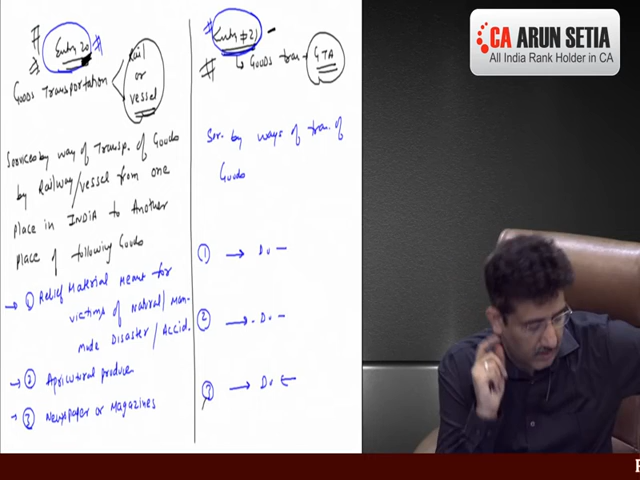 Entry 20
Goods Transportation
Rail
or
vessel
Services by way of Transp. of Goods
by Railway/vessel from one
place in INDIA to Another
place of following Goods
① Relief Material Meant for
victims of Natural/Man
Made Disaster/Accid.
② Agricultural produce
③ Newspaper or Magazines
Entry #21
Goods tran GTA
Ser. by ways of tran. of
Goods
① → Do —
② → Do —
③ → Do
CA ARUN SETIA
All India Rank Holder in CA